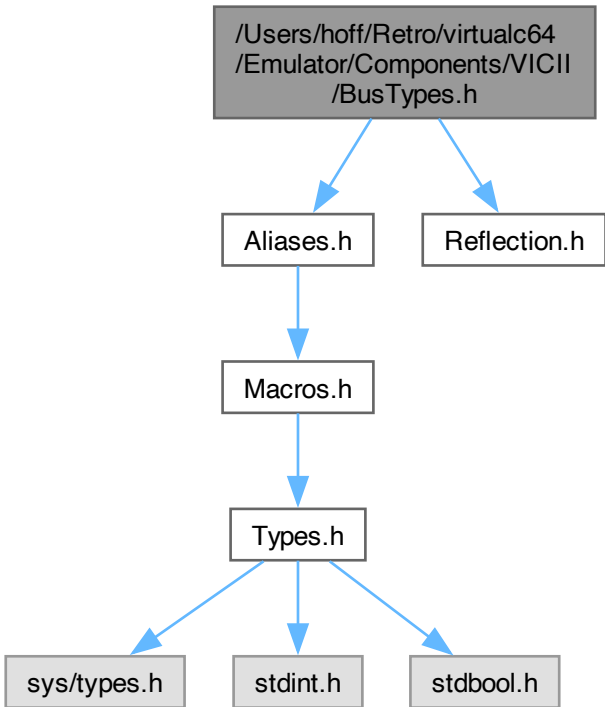 /Users/hoff/Retro/virtualc64
/Emulator/Components/VICII
/BusTypes.h
Aliases.h
Reflection.h
Macros.h
Types.h
sys/types.h
stdint.h
stdbool.h